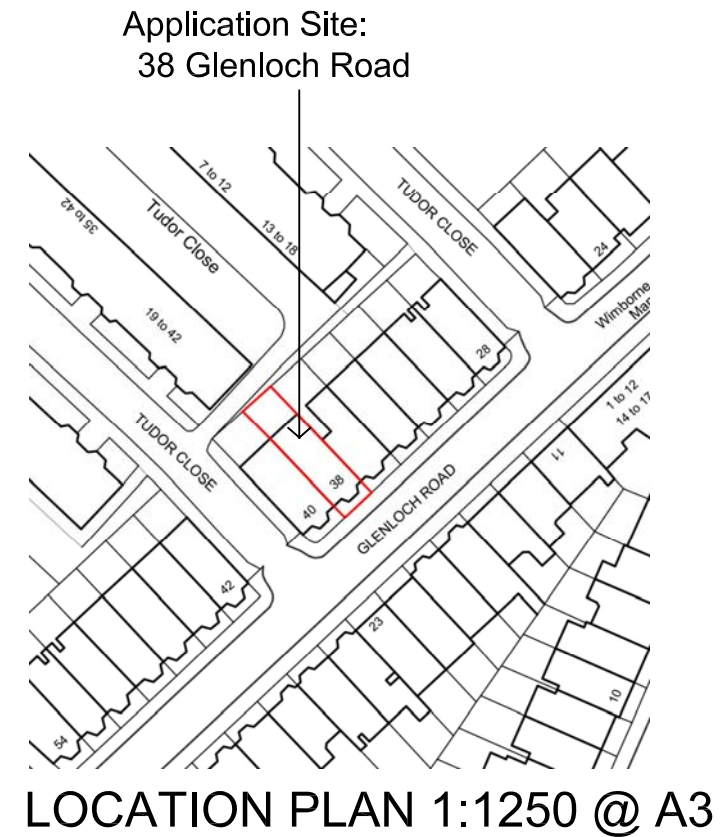 Application Site:
38 Glenloch Road
7 to 12
35 to 42
Tudor Close
13 to 18
TUDOR CLOSE
24
Wimborne
19 to 42
28
1 to 12
14 to 17
TUDOR CLOSE
38
40
GLENLOCH ROAD
11
42
23
10
54
LOCATION PLAN 1:1250 @ A3